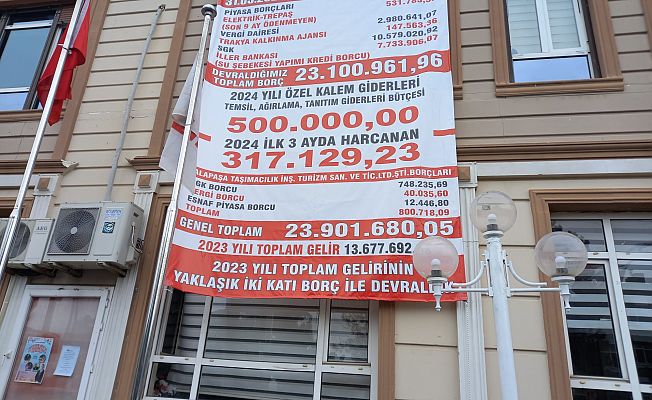 PİYASA BORÇLARI
ELEKTRİK-TREPAŞ
(SON 9 AY ÖDENMEYEN) 2.980.641,07
VERGİ DAİRESİ 147.563,36
TRAKYA KALKINMA AJANSI 10.579.020,92
SGK 7.733.906,07
İLLER BANKASI
(SU ŞEBEKESİ YAPIMI KREDİ BORCU)
DEVRALDIĞIMIZ
TOPLAM BORÇ 23.100.961,96
2024 YILI ÖZEL KALEM GİDERLERİ
TEMSİL, AĞIRLAMA, TANITIM GİDERLERİ BÜTÇESİ
500.000,00
2024 İLK 3 AYDA HARCANAN
317.129,23
ALAPAŞA TAŞIMACILIK İNŞ. TURİZM SAN. VE TİC.LTD.ŞTİ.BORÇLARI
SGK BORCU 748.235,69
VERGİ BORCU 40.035,60
ESNAF PİYASA BORCU 12.446,80
TOPLAM 800.718,09
GENEL TOPLAM 23.901.680,05
2023 YILI TOPLAM GELİR 13.677.692
2023 YILI TOPLAM GELİRİNİN
YAKLAŞIK İKİ KATI BORÇ İLE DEVRALDIK